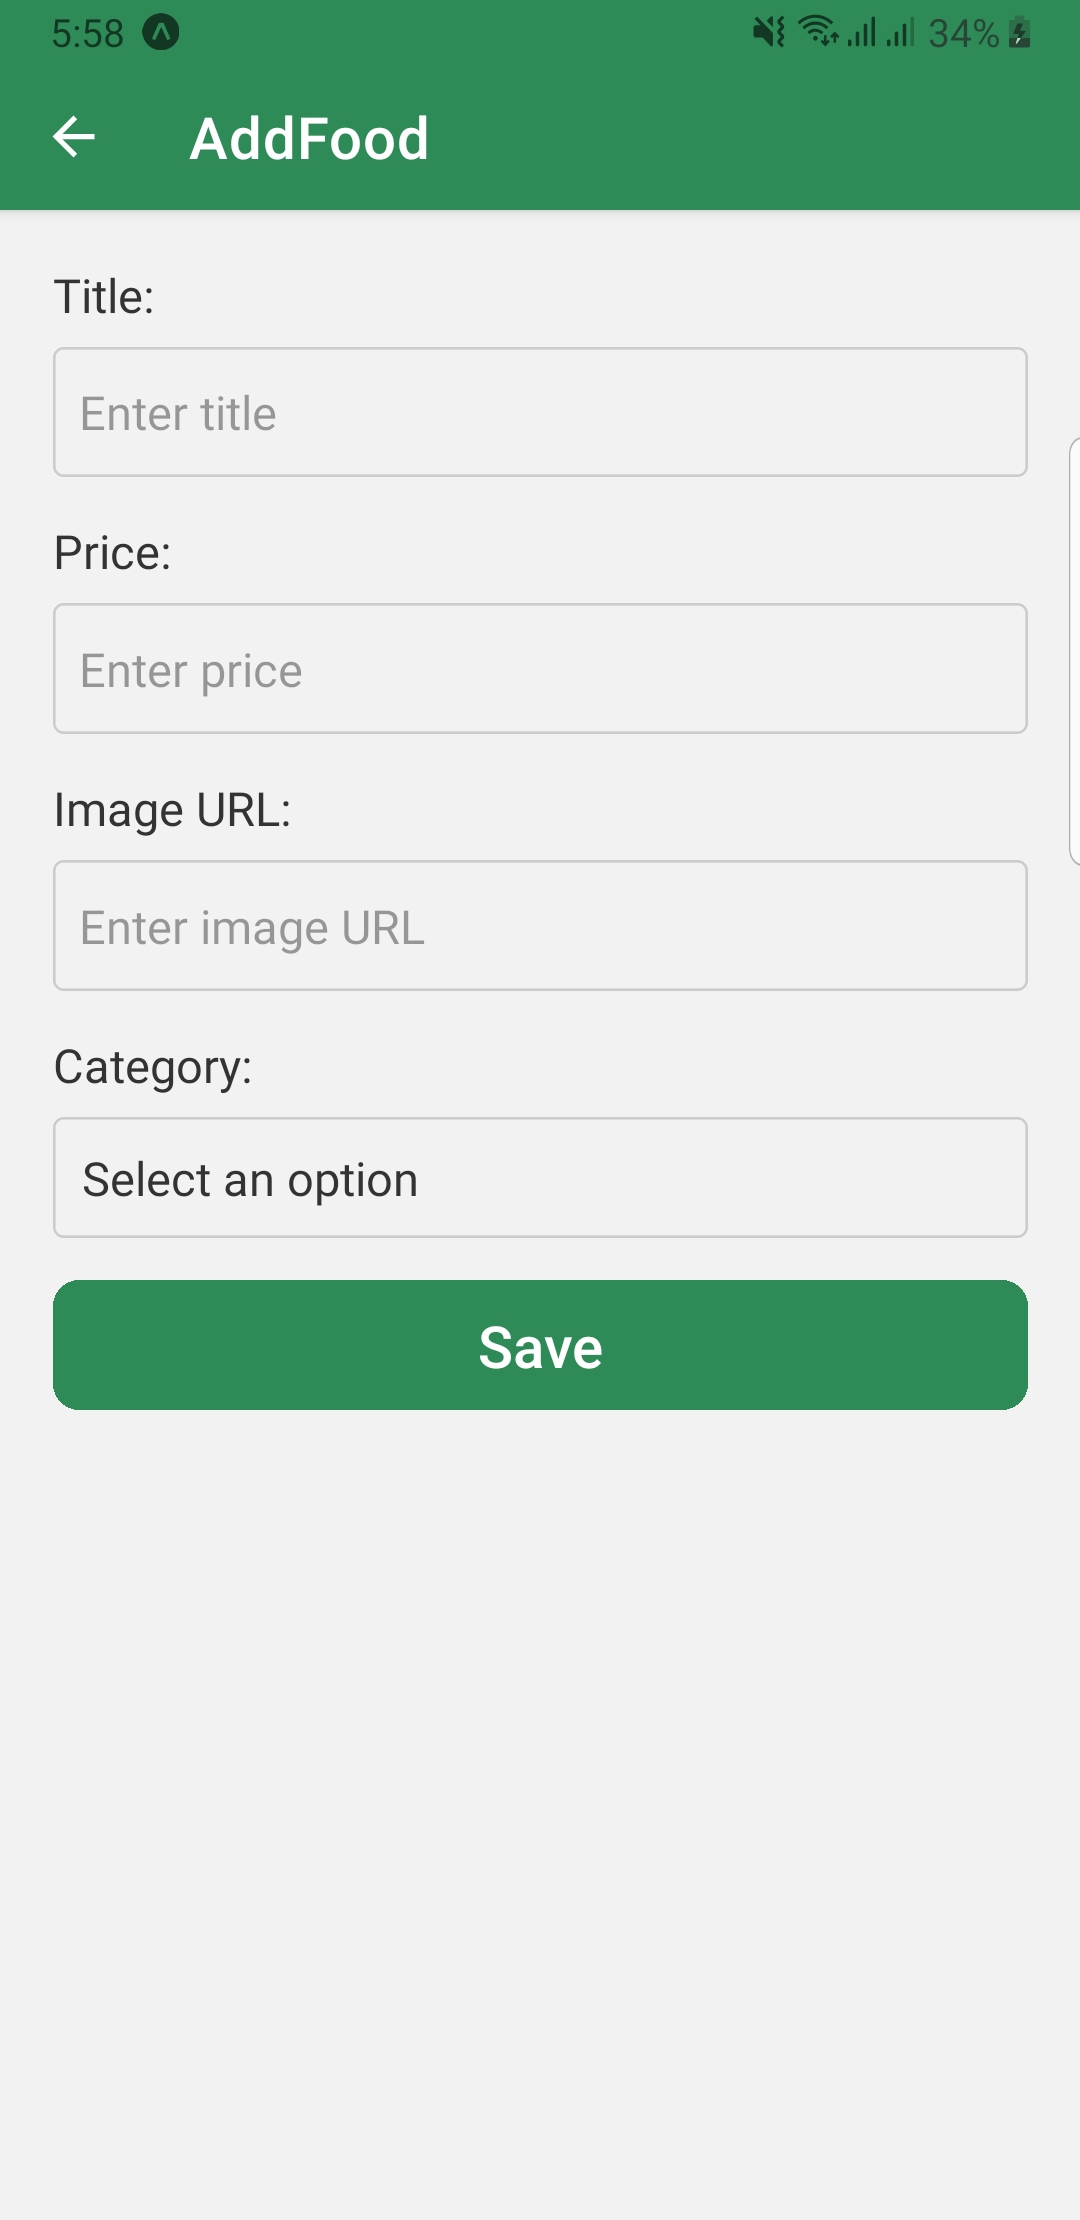 5:58 34%
AddFood
Title:
Enter title
Price:
Enter price
Image URL:
Enter image URL
Category:
Select an option
Save